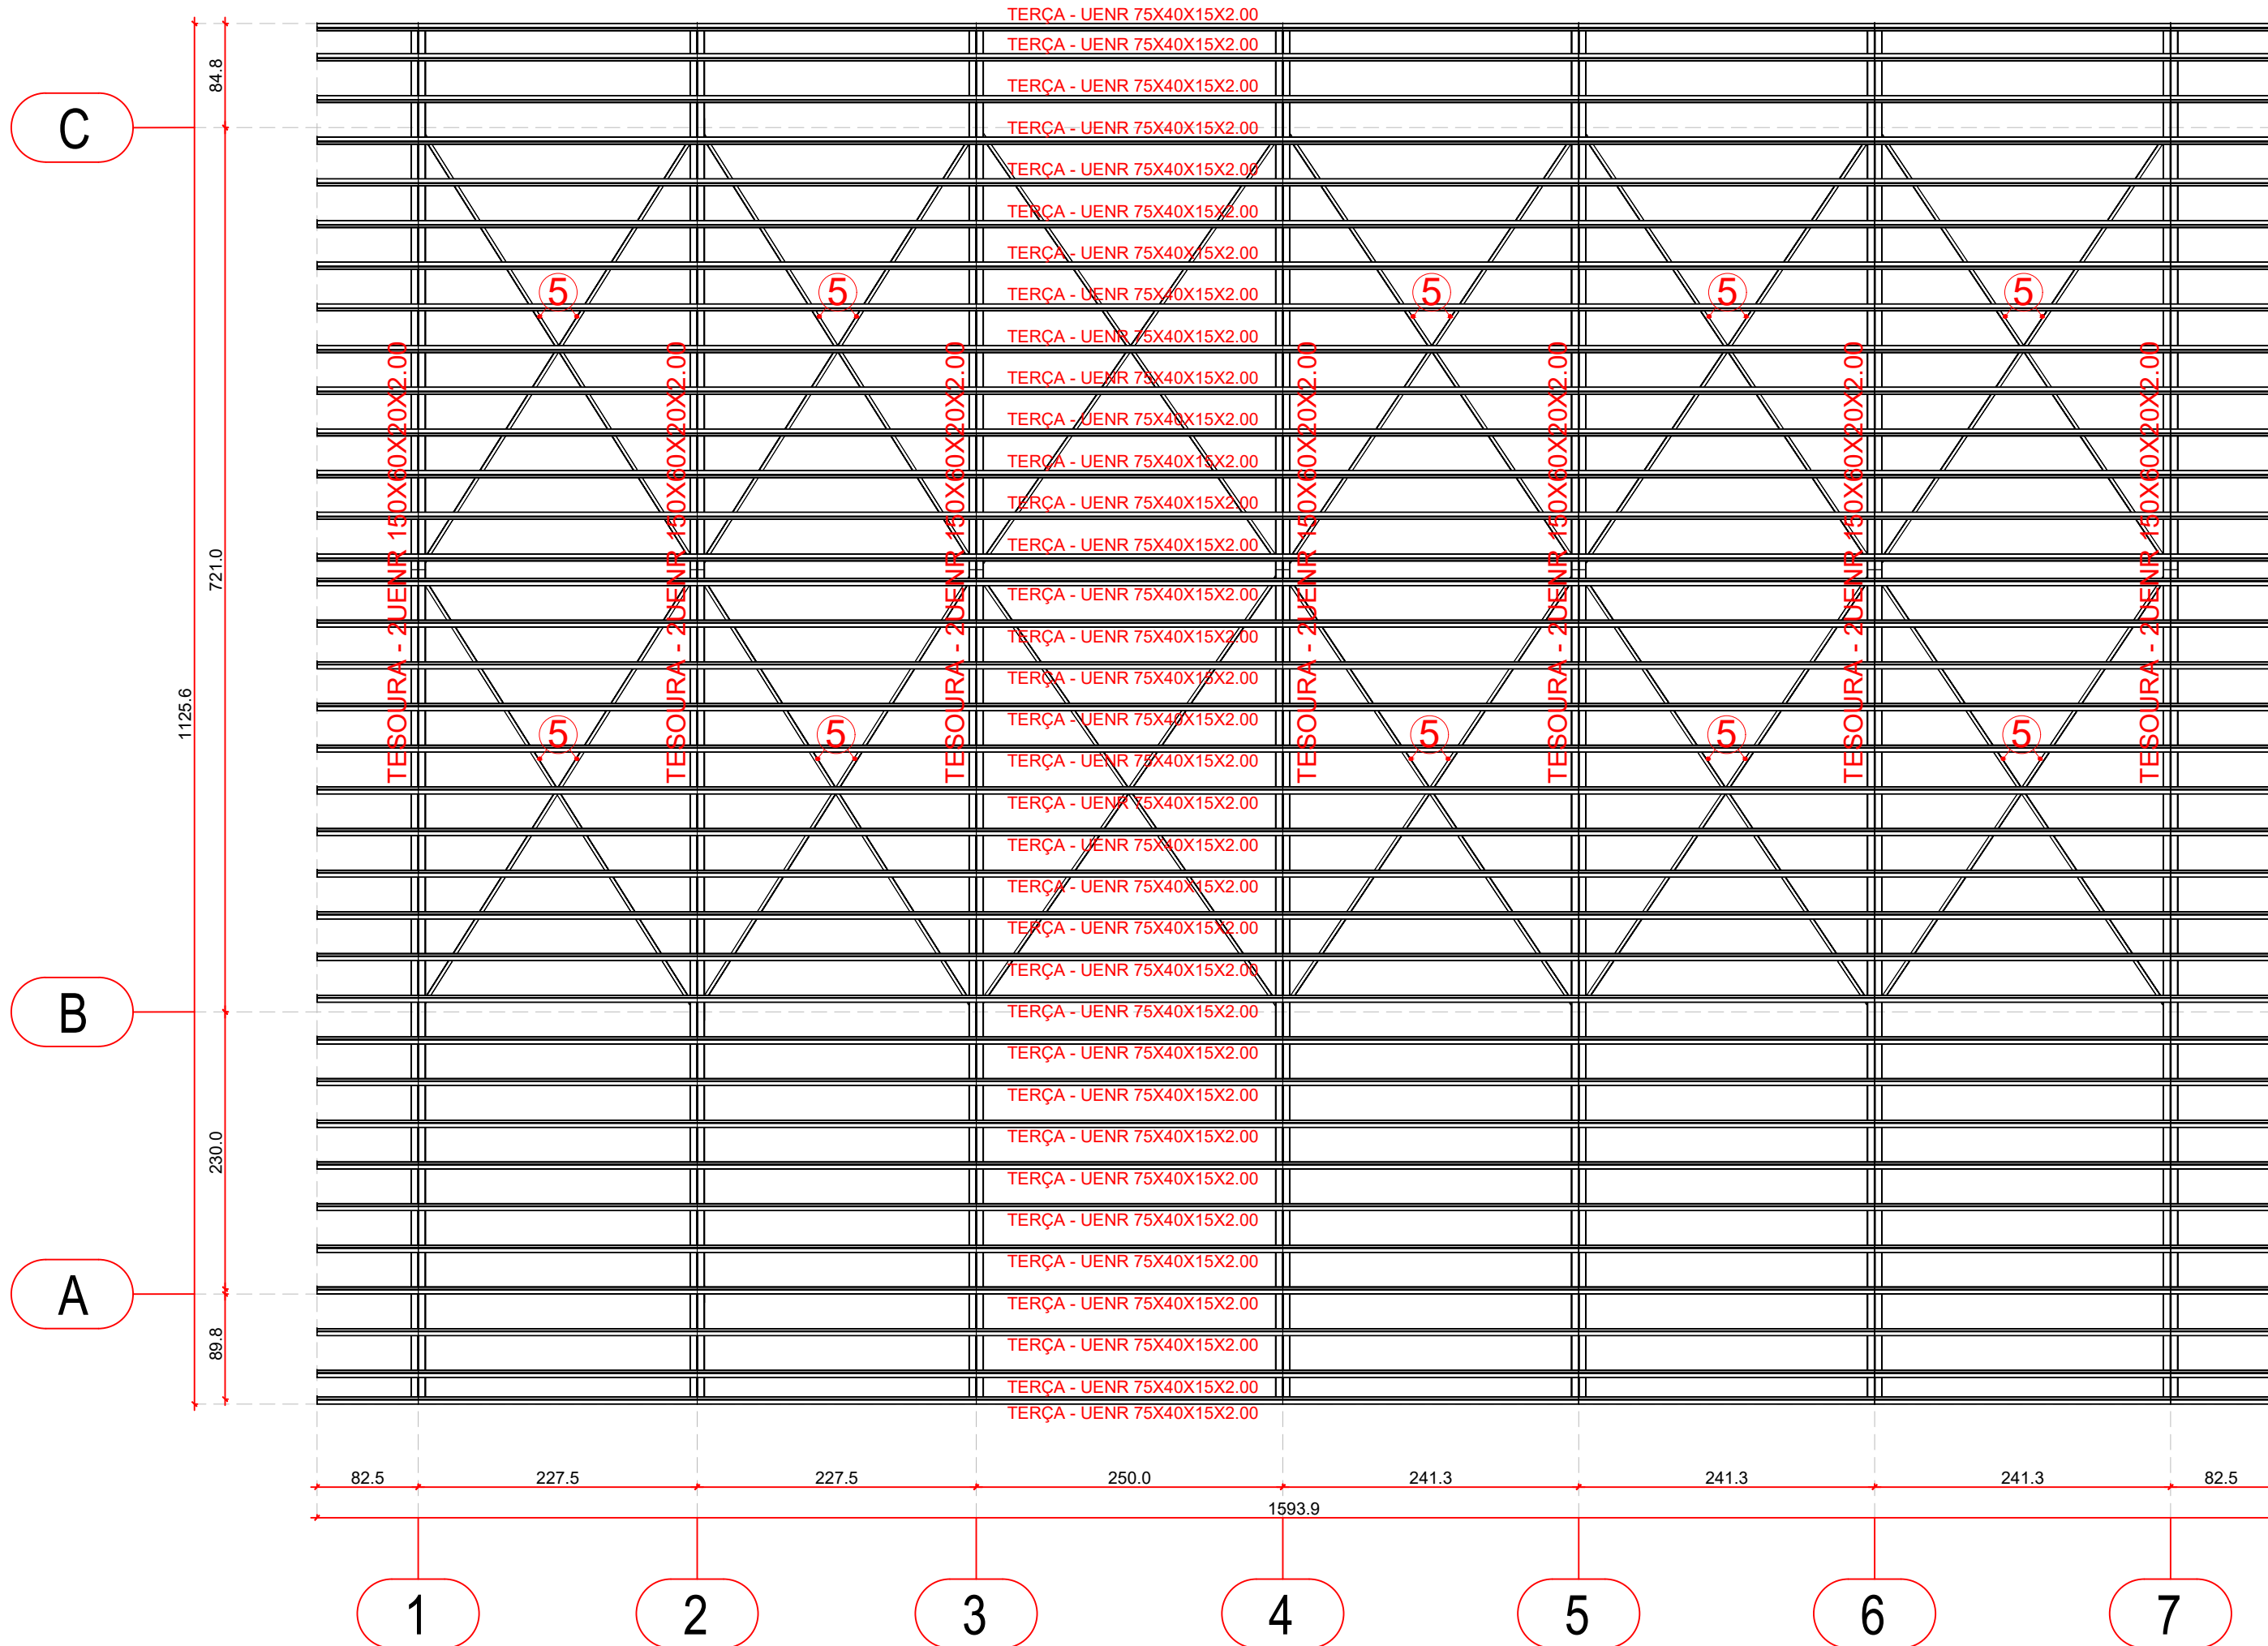 TERÇA - UENR 75X40X15X2.00
TERÇA - UENR 75X40X15X2.00
84.8
TERÇA - UENR 75X40X15X2.00
C
TERÇA - UENR 75X40X15X2.00
TERÇA - UENR 75X40X15X2.00
TERÇA - UENR 75X40X15X2.00
TERÇA - UENR 75X40X15X2.00
5
5
5
5
5
TERÇA - UENR 75X40X15X2.00
TERÇA - UENR 75X40X15X2.00
TERÇA - UENR 75X40X15X2.00
TERÇA - UENR 75X40X15X2.00
TERÇA - UENR 75X40X15X2.00
TERÇA - UENR 75X40X15X2.00
TERÇA - UENR 75X40X15X2.00
TESOURA - 2UENR 150X60X20X2.00
TESOURA - 2UENR 150X60X20X2.00
TESOURA - 2UENR 150X60X20X2.00
TESOURA - 2UENR 150X60X20X2.00
TESOURA - 2UENR 150X60X20X2.00
TESOURA - 2UENR 150X60X20X2.00
TESOURA - 2UENR 150X60X20X2.00
721.0
TERÇA - UENR 75X40X15X2.00
TERÇA - UENR 75X40X15X2.00
TERÇA - UENR 75X40X15X2.00
1125.6
TERÇA - UENR 75X40X15X2.00
5
5
5
5
5
TERÇA - UENR 75X40X15X2.00
TERÇA - UENR 75X40X15X2.00
TERÇA - UENR 75X40X15X2.00
TERÇA - UENR 75X40X15X2.00
TERÇA - UENR 75X40X15X2.00
TERÇA - UENR 75X40X15X2.00
B
TERÇA - UENR 75X40X15X2.00
TERÇA - UENR 75X40X15X2.00
TERÇA - UENR 75X40X15X2.00
TERÇA - UENR 75X40X15X2.00
230.0
TERÇA - UENR 75X40X15X2.00
TERÇA - UENR 75X40X15X2.00
TERÇA - UENR 75X40X15X2.00
A
TERÇA - UENR 75X40X15X2.00
89.8
TERÇA - UENR 75X40X15X2.00
TERÇA - UENR 75X40X15X2.00
TERÇA - UENR 75X40X15X2.00
82.5
227.5
227.5
250.0
241.3
241.3
241.3
82.5
1593.9
1
2
3
4
5
6
7